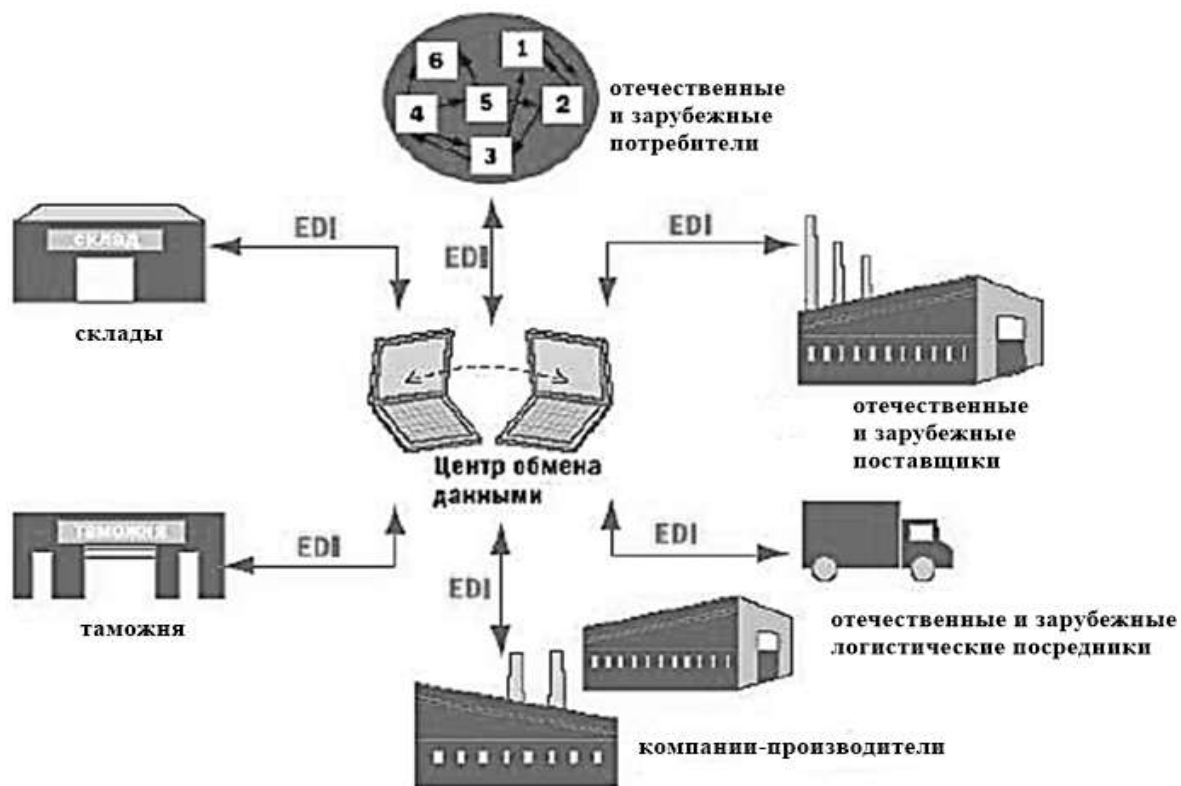 6
1
4
5
2
3
отечественные
и зарубежные
потребители
EDI
EDI
EDI
склад
склады
отечественные
и зарубежные
поставщики
Центр обмена
данными
таможня
EDI
EDI
EDI
таможня
отечественные и зарубежные
логистические посредники
компании-производители